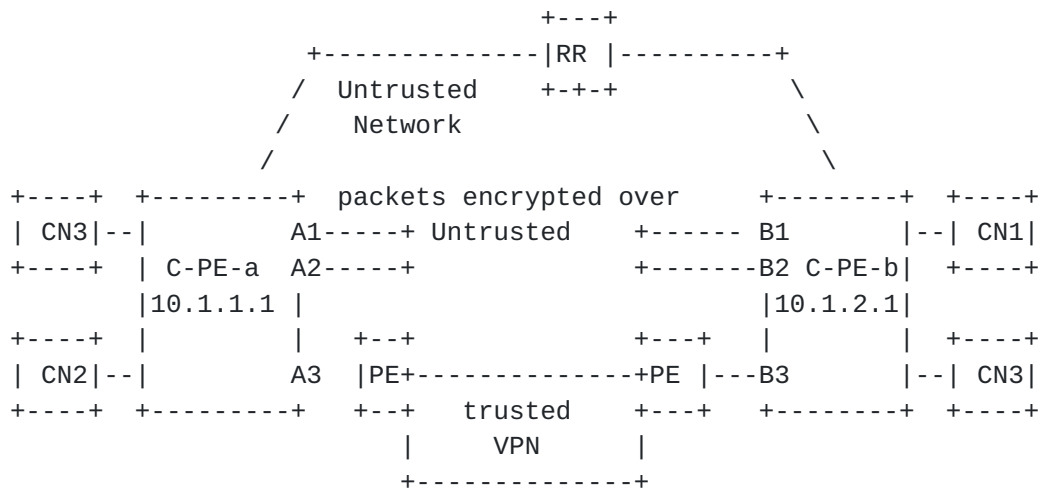 +---+
+--------------|RR |----------+
/  Untrusted    +-+-+           \
/    Network                      \
/                                   \
+----+  +---------+  packets encrypted over     +--------+  +----+
| CN3|--|         A1-----+ Untrusted    +------ B1        |--| CN1|
+----+  | C-PE-a  A2-----+              +-------B2 C-PE-b|  +----+
|10.1.1.1 |                             |10.1.2.1|
+----+  |         |   +--+              +---+   |        |  +----+
| CN2|--|         A3  |PE+--------------+PE |---B3        |--| CN3|
+----+  +---------+   +--+   trusted    +---+   +--------+  +----+
|     VPN      |
+--------------+